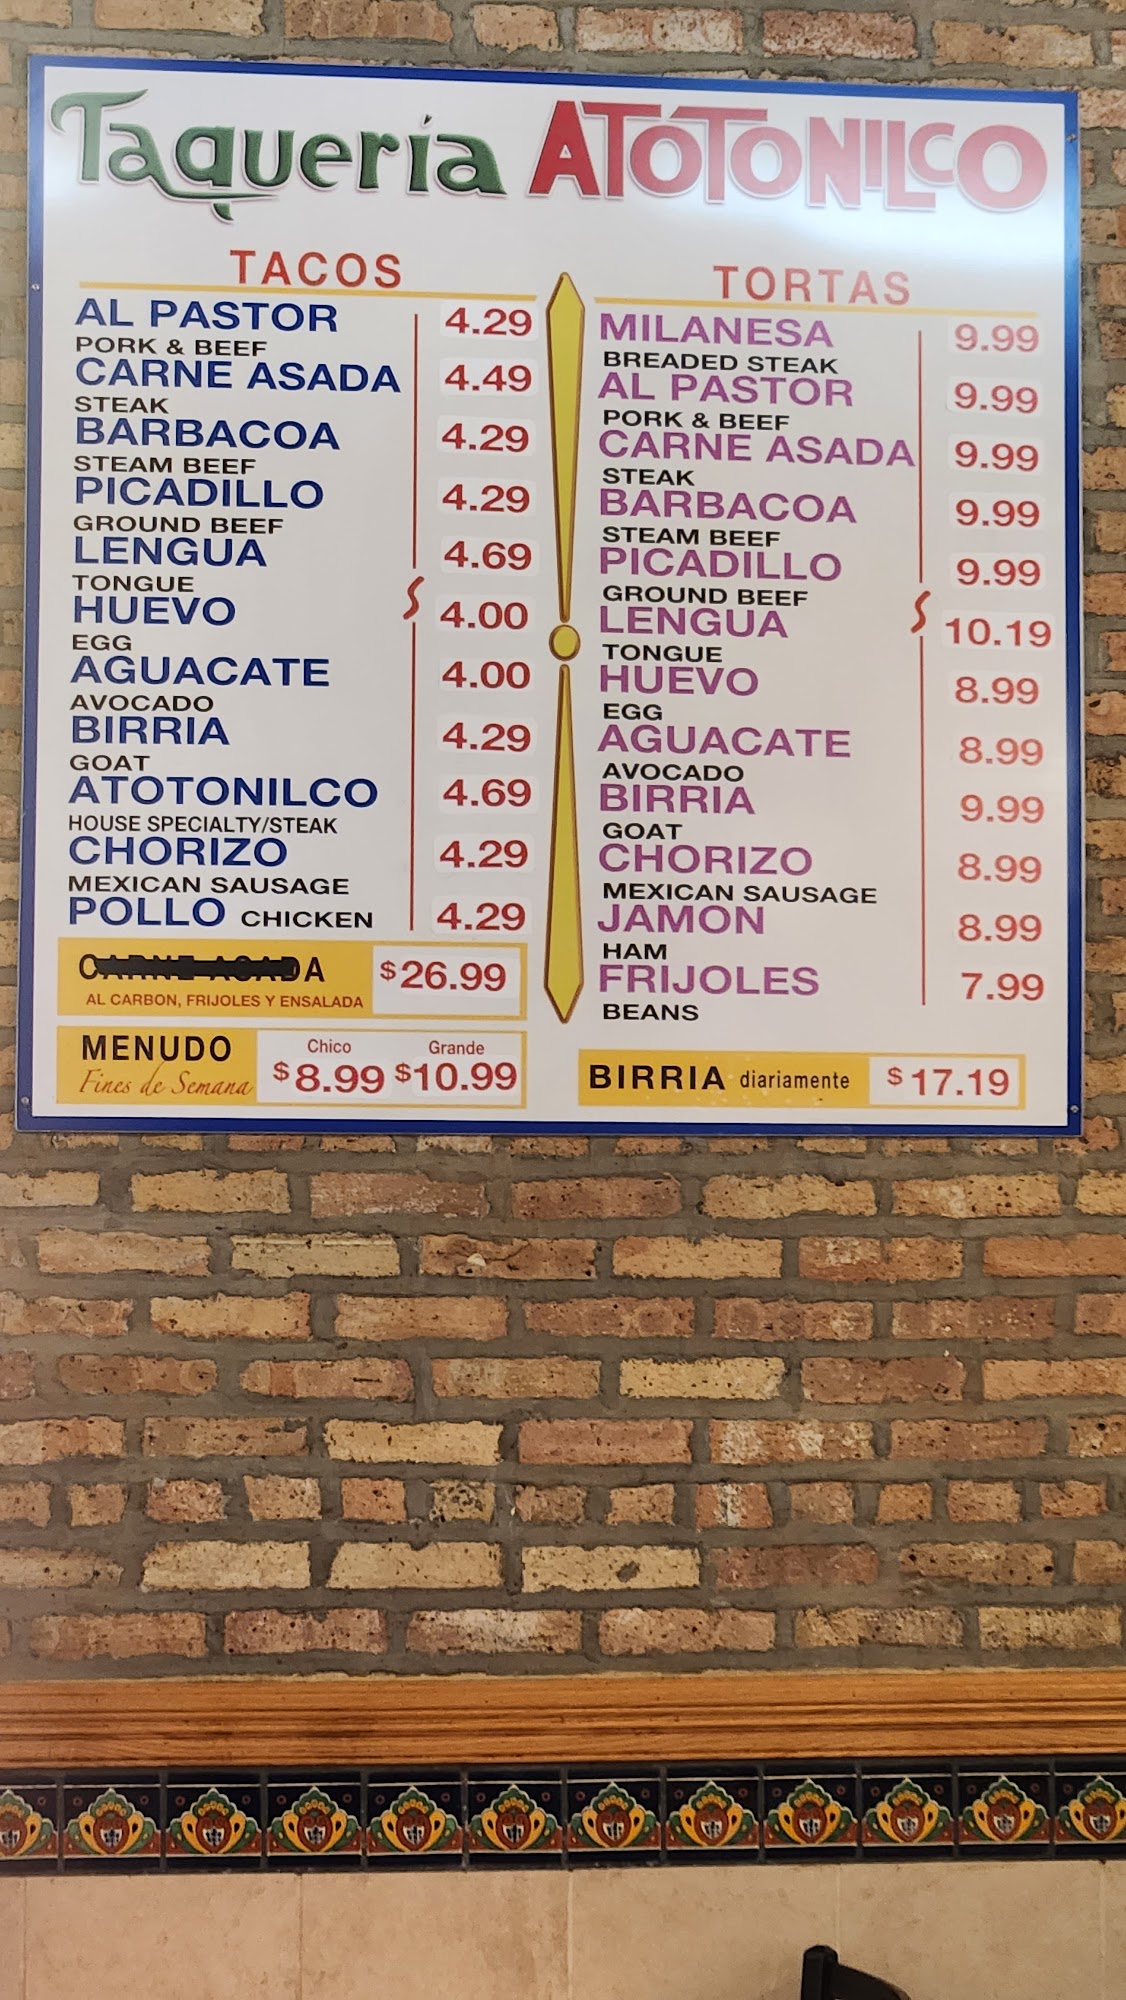 Taquería ATOTONILCO
TACOS
AL PASTOR 4.29
PORK & BEEF
CARNE ASADA 4.49
STEAK
BARBACOA 4.29
STEAM BEEF
PICADILLO 4.29
GROUND BEEF
LENGUA 4.69
TONGUE
HUEVO 4.00
EGG
AGUACATE 4.00
AVOCADO
BIRRIA 4.29
GOAT
ATOTONILCO 4.69
HOUSE SPECIALTY/STEAK
CHORIZO 4.29
MEXICAN SAUSAGE
POLLO CHICKEN 4.29
CARNE ASADA $26.99
AL CARBON, FRIJOLES Y ENSALADA
MENUDO
Fines de Semana
Chico Grande
$8.99 $10.99
TORTAS
MILANESA 9.99
BREADED STEAK
AL PASTOR 9.99
PORK & BEEF
CARNE ASADA 9.99
STEAK
BARBACOA 9.99
STEAM BEEF
PICADILLO 9.99
GROUND BEEF
LENGUA 10.19
TONGUE
HUEVO 8.99
EGG
AGUACATE 8.99
AVOCADO
BIRRIA 9.99
GOAT
CHORIZO 8.99
MEXICAN SAUSAGE
JAMON 8.99
HAM
FRIJOLES 7.99
BEANS
BIRRIA diariamente $17.19